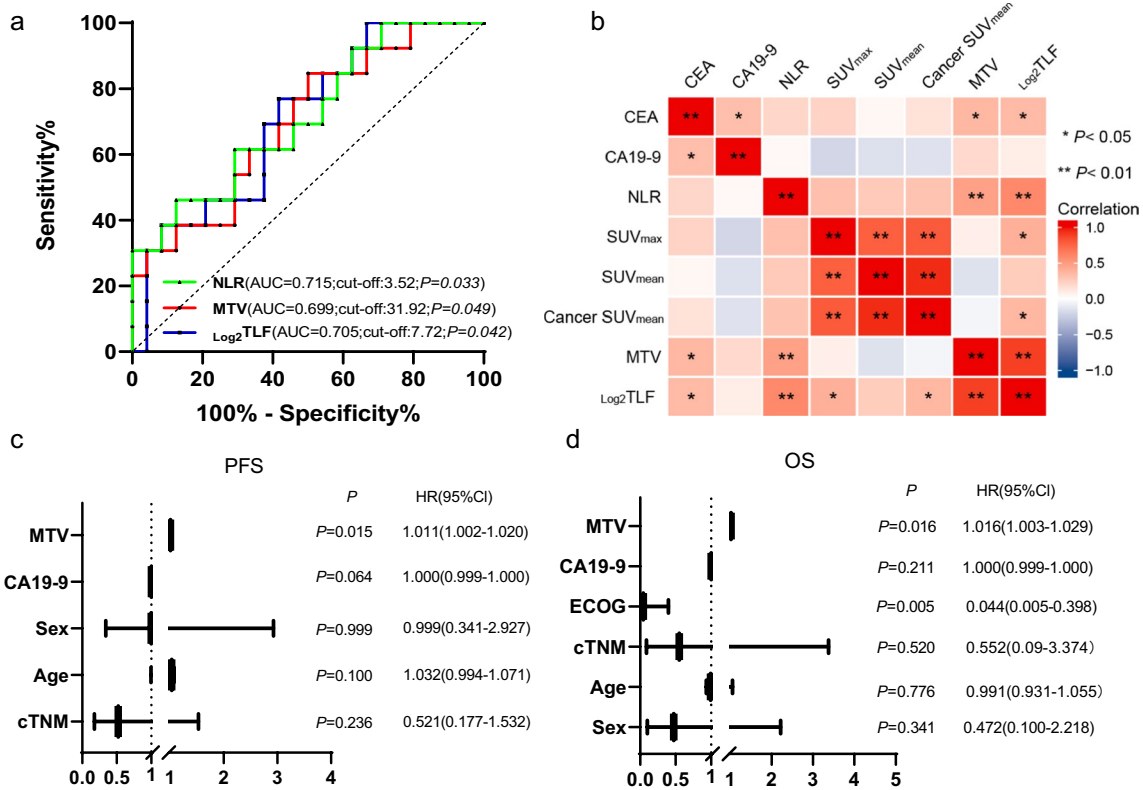 a
100
80
60
40
20
0
Sensitivity%
NLR(AUC=0.715;cut-off:3.52;P=0.033)
MTV(AUC=0.699;cut-off:31.92;P=0.049)
Log2TLF(AUC=0.705;cut-off:7.72;P=0.042)
0 20 40 60 80 100
100% - Specificity%
b
CEA CA19-9 NLR SUVmax SUVmean Cancer SUVmean MTV Log2TLF
CEA ** * * *
CA19-9 * **
NLR ** ** **
SUVmax ** ** ** *
SUVmean ** ** **
Cancer SUVmean ** ** ** *
MTV * ** ** **
Log2TLF * ** * * ** **
* P< 0.05
** P< 0.01
Correlation
1.0
0.5
0.0
−0.5
−1.0
c
PFS
P HR(95%CI)
MTV P=0.015 1.011(1.002-1.020)
CA19-9 P=0.064 1.000(0.999-1.000)
Sex P=0.999 0.999(0.341-2.927)
Age P=0.100 1.032(0.994-1.071)
cTNM P=0.236 0.521(0.177-1.532)
0.0 0.5 1 1 2 3 4
d
OS
P HR(95%CI)
MTV P=0.016 1.016(1.003-1.029)
CA19-9 P=0.211 1.000(0.999-1.000)
ECOG P=0.005 0.044(0.005-0.398)
cTNM P=0.520 0.552(0.09-3.374)
Age P=0.776 0.991(0.931-1.055)
Sex P=0.341 0.472(0.100-2.218)
0.0 0.5 1 1 2 3 4 5